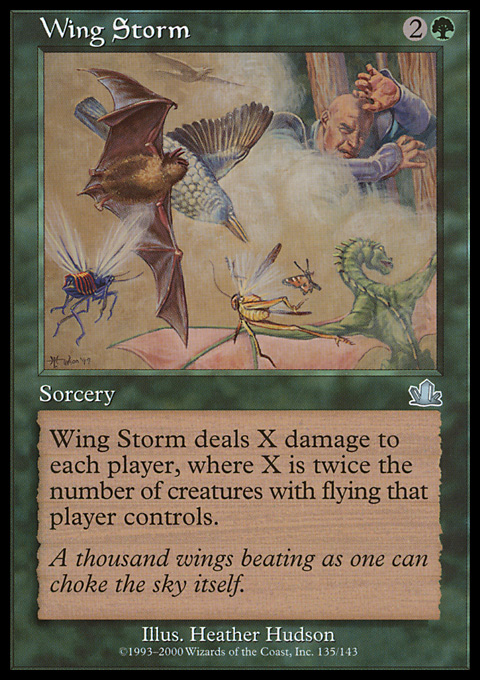 Wing Storm 2
Sorcery
Wing Storm deals X damage to
each player, where X is twice the
number of creatures with flying that
player controls.
A thousand wings beating as one can
choke the sky itself.
Illus. Heather Hudson
©1993–2000 Wizards of the Coast, Inc. 135/143